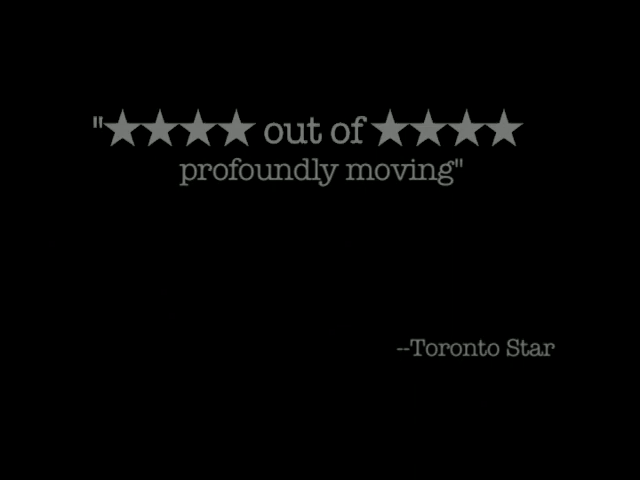 "★★★★ out of ★★★★
profoundly moving"
--Toronto Star